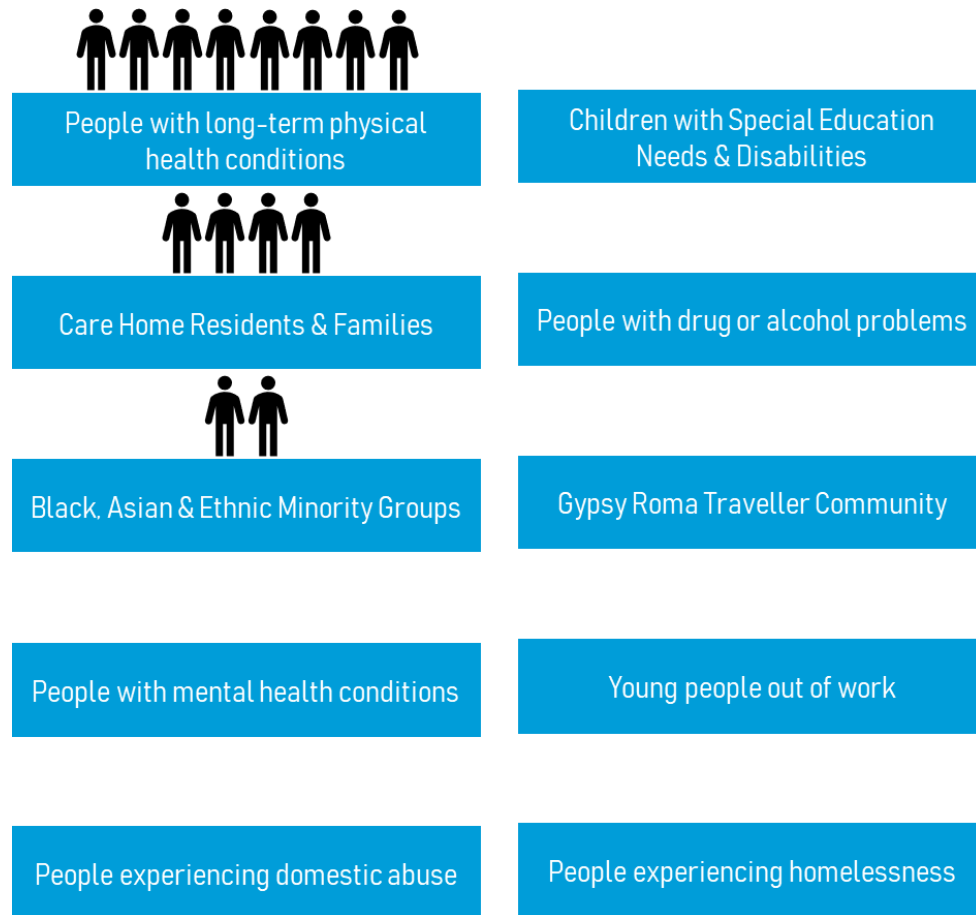 People with long-term physical
health conditions
Children with Special Education
Needs & Disabilities
Care Home Residents & Families
People with drug or alcohol problems
Black, Asian & Ethnic Minority Groups
Gypsy Roma Traveller Community
People with mental health conditions
Young people out of work
People experiencing domestic abuse
People experiencing homelessness